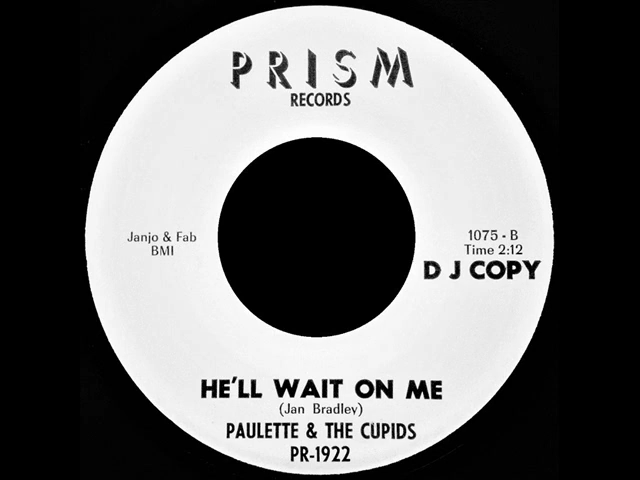 PRISM
RECORDS
Janjo & Fab
BMI
1075 - B
Time 2:12
D J COPY
HE'LL WAIT ON ME
(Jan Bradley)
PAULETTE & THE CUPIDS
PR-1922